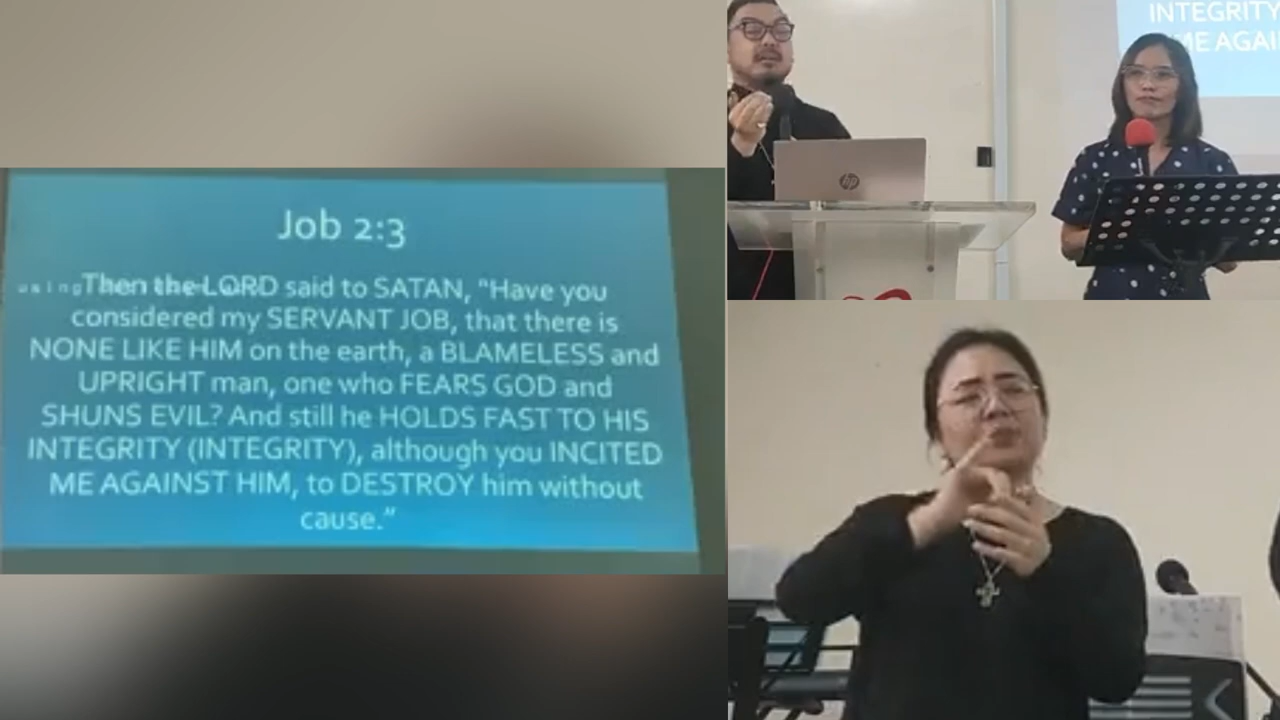 Job 2:3
Then the LORD said to SATAN, “Have you
considered my SERVANT JOB, that there is
NONE LIKE HIM on the earth, a BLAMELESS and
UPRIGHT man, one who FEARS GOD and
SHUNS EVIL? And still he HOLDS FAST TO HIS
INTEGRITY (INTEGRITY), although you INCITED
ME AGAINST HIM, to DESTROY him without
cause.”
INTEGRITY
ME AGAI
hp